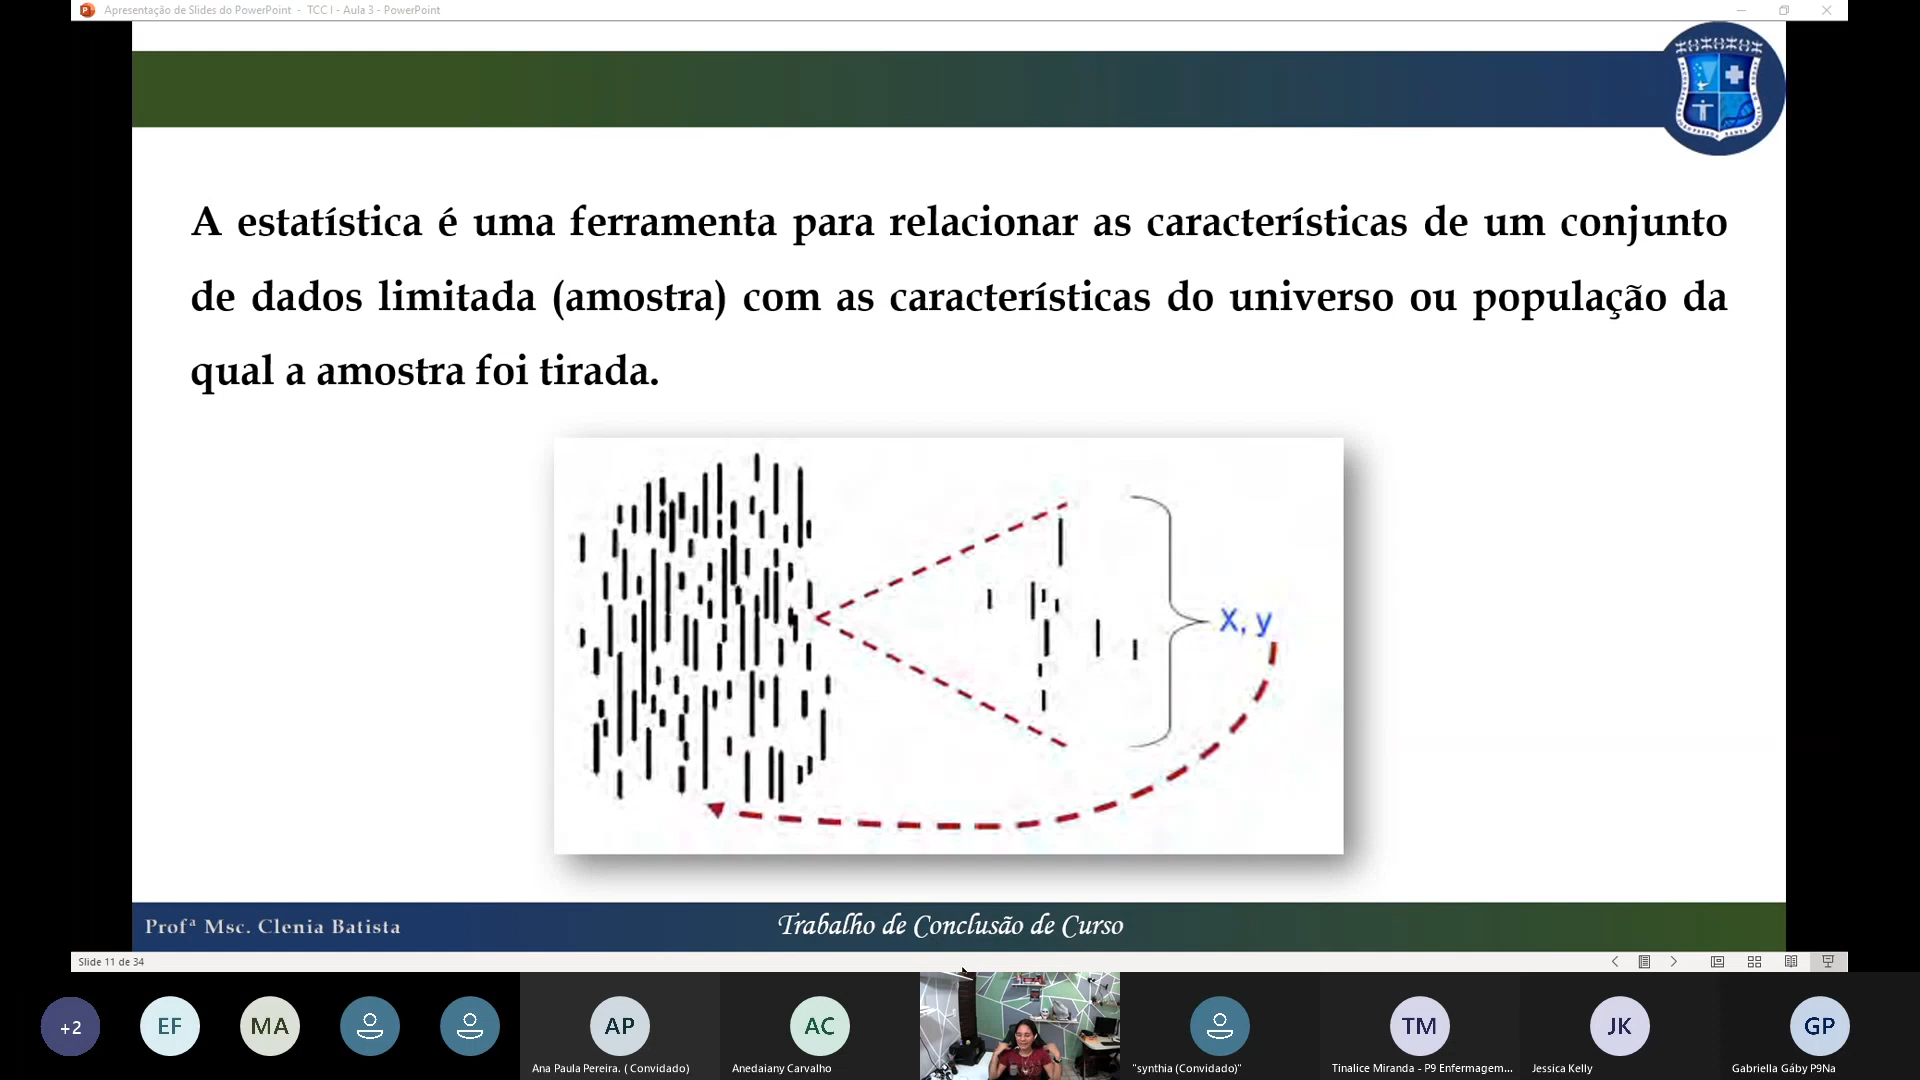 Apresentação de Slides do PowerPoint - TCC I - Aula 3 - PowerPoint
A estatística é uma ferramenta para relacionar as características de um conjunto
de dados limitada (amostra) com as características do universo ou população da
qual a amostra foi tirada.
X, y
Profª Msc. Clenia Batista
Trabalho de Conclusão de Curso
Slide 11 de 34
+2
EF
MA
AP
AC
TM
JK
GP
Ana Paula Pereira. ( Convidado)
Anedaiany Carvalho
"synthia (Convidado)"
Tinalice Miranda - P9 Enfermagem...
Jessica Kelly
Gabriella Gáby P9Na